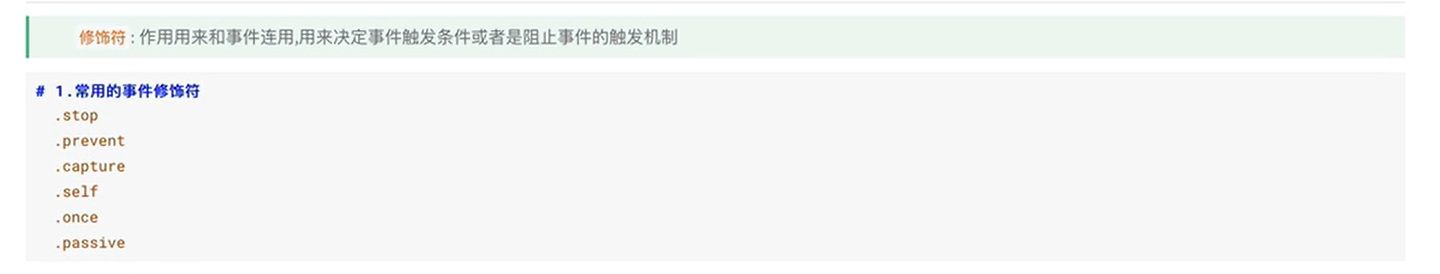 修饰符 : 作用用来和事件连用,用来决定事件触发条件或者是阻止事件的触发机制
# 1.常用的事件修饰符
.stop
.prevent
.capture
.self
.once
.passive